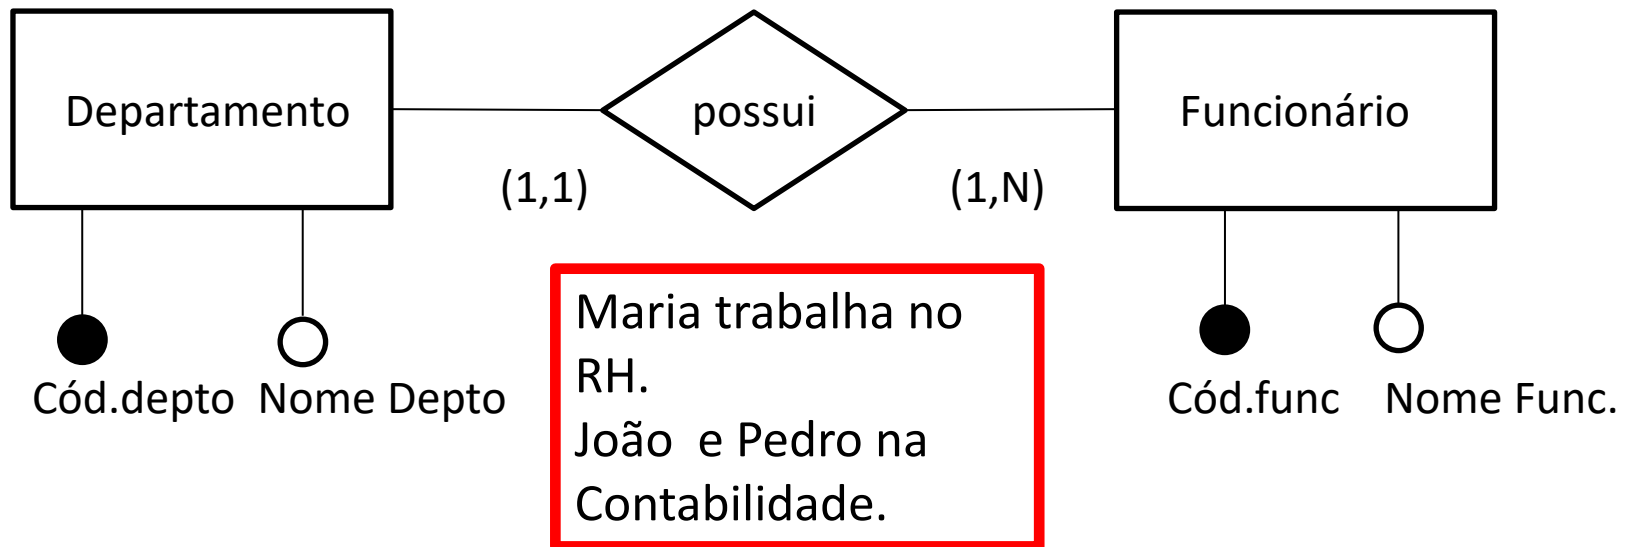 Departamento
possui
Funcionário
(1,1)
(1,N)
Maria trabalha no
RH.
João e Pedro na
Contabilidade.
Cód.depto
Nome Depto
Cód.func
Nome Func.